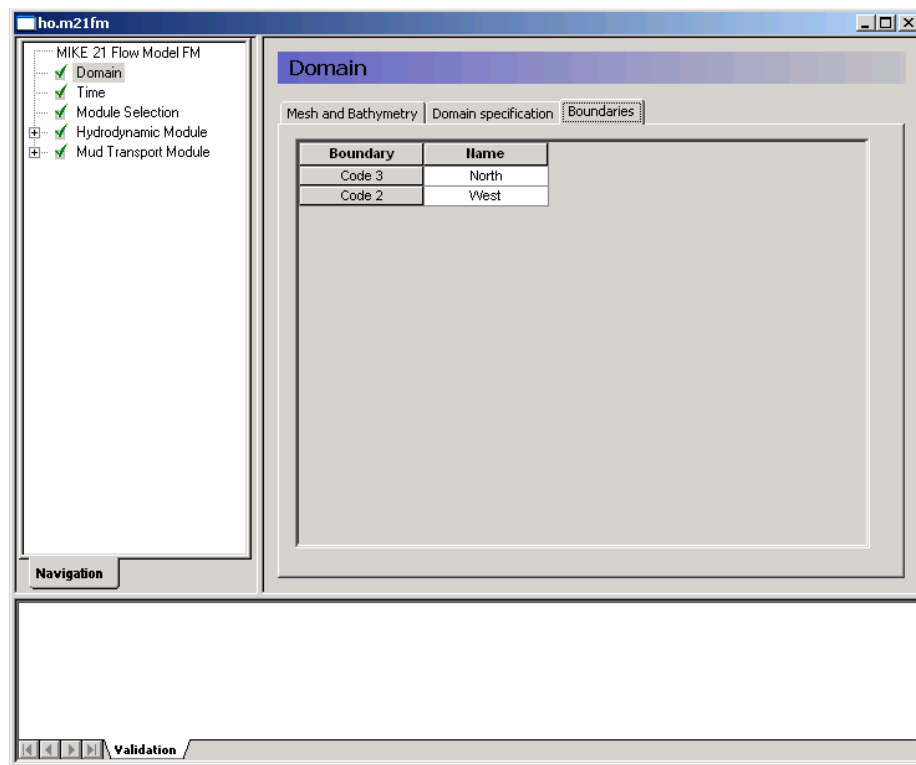 ho.m21fm
MIKE 21 Flow Model FM
Domain
Time
Module Selection
Hydrodynamic Module
Mud Transport Module
Navigation
Domain
Mesh and Bathymetry Domain specification Boundaries
Boundary Name
Code 3 North
Code 2 West
Validation